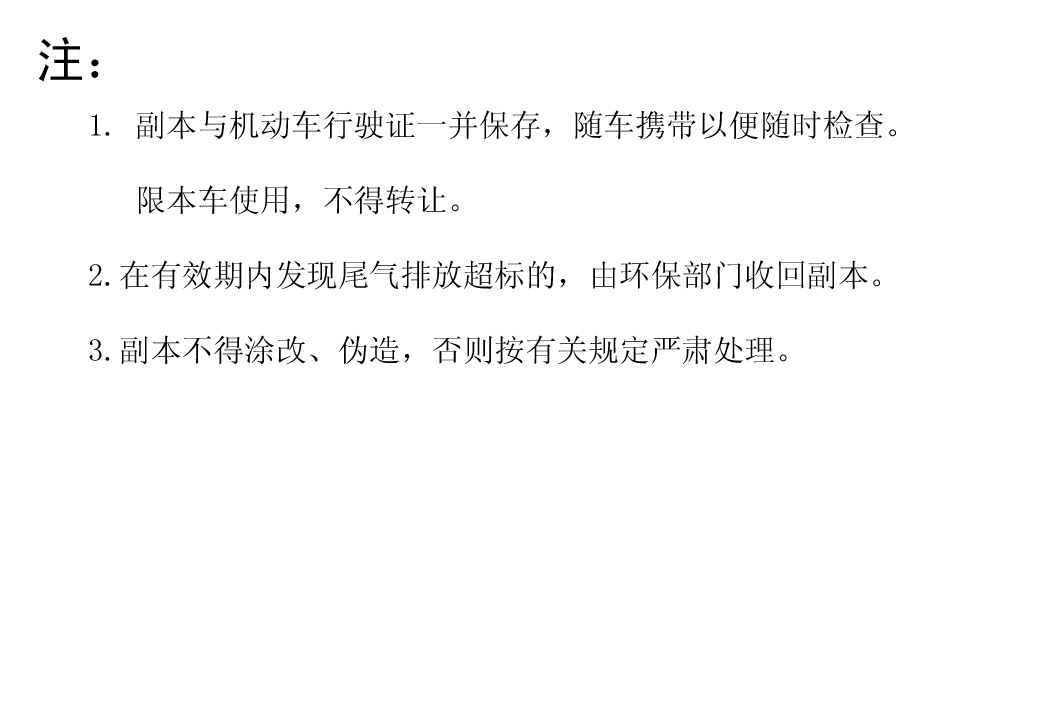 注：
1. 副本与机动车行驶证一并保存，随车携带以便随时检查。
限本车使用，不得转让。
2.在有效期内发现尾气排放超标的，由环保部门收回副本。
3.副本不得涂改、伪造，否则按有关规定严肃处理。